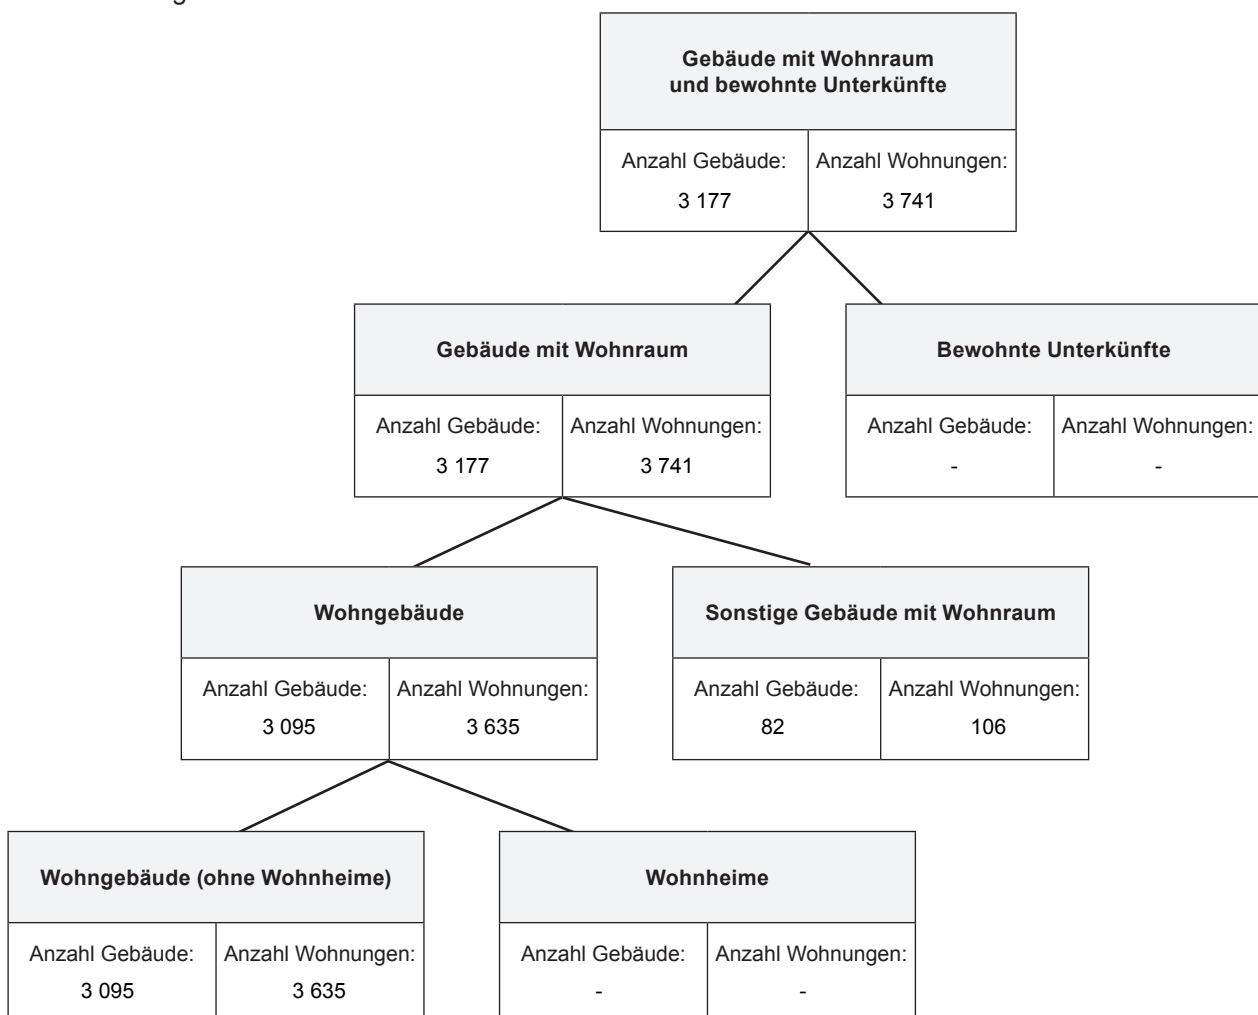 Gebäude mit Wohnraum
und bewohnte Unterkünfte
Anzahl Gebäude: Anzahl Wohnungen:
3 177 3 741
Gebäude mit Wohnraum Bewohnte Unterkünfte
Anzahl Gebäude: Anzahl Wohnungen: Anzahl Gebäude: Anzahl Wohnungen:
3 177 3 741 - -
Wohngebäude Sonstige Gebäude mit Wohnraum
Anzahl Gebäude: Anzahl Wohnungen: Anzahl Gebäude: Anzahl Wohnungen:
3 095 3 635 82 106
Wohngebäude (ohne Wohnheime) Wohnheime
Anzahl Gebäude: Anzahl Wohnungen: Anzahl Gebäude: Anzahl Wohnungen:
3 095 3 635 - -